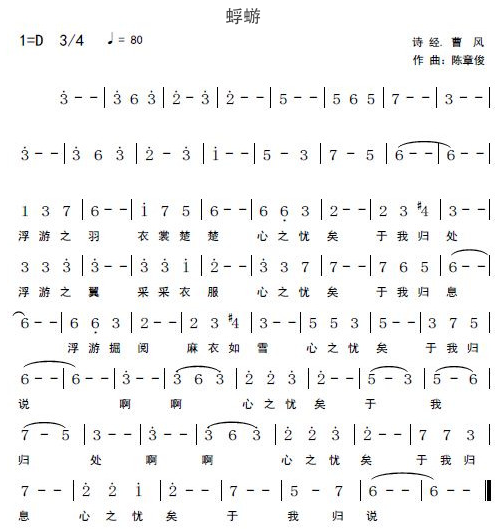 蜉蝣
1=D 3/4 ♩= 80
诗 经. 曹 风
作 曲：陈章俊
3̇ - - | 3̇ 6 3̇ | 2̇ - 3̇ | 2̇ - - | 5 - - | 5 6 5 | 7 - - | 3 - - |
3̇ - - | 3̇ 6 3̇ | 2̇ - 3̇ | 1̇ - - | 5 - 3 | 7 - 5 | 6 - - | 6 - - |
1 3 7 | 6 - - | 1̇ 7 5 | 6 - - | 6 6̣ 3 | 2 - - | 2 3 #4 | 3 - - |
浮 游 之 羽 衣 裳 楚 楚 心 之 忧 矣 于 我 归 处
3̇ 3̇ 3̇ | 3̇ - - | 3̇ 3̇ 1̇ | 2̇ - - | 3 3 7 | 7 - - | 7 6 5 | 6 - - |
浮 游 之 翼 采 采 衣 服 心 之 忧 矣 于 我 归 息
6 - - | 6 6̣ 3 | 2 - - | 2 3 #4 | 3 - - | 5 5 3 | 5 - - | 3 7 5 |
浮 游 掘 阅 麻 衣 如 雪 心 之 忧 矣 于 我 归
6 - - | 6 - - | 3̇ - - | 3̇ 6 3̇ | 2̇ 2̇ 3̇ | 2̇ - - | 5 - 3 | 5 - 3 |
说 啊 啊 心 之 忧 矣 于 我
7 - 5 | 3 - - | 3̇ - - | 3̇ 6 3̇ | 2̇ 2̇ 3̇ | 2̇ - - | 7 7 3 |
归 处 啊 啊 心 之 忧 矣 于 我 归
7 - - | 2̇ 2̇ 1̇ | 2̇ - - | 5 - - | 5 - 7 | 6 - - | 6 - - ‖
息 心 之 忧 矣 于 我 归 说